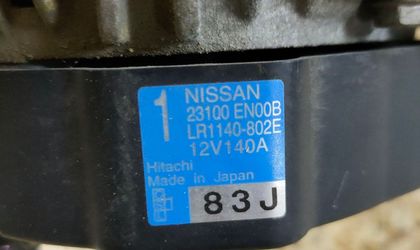 1
NISSAN
23100 EN00B
LR1140-802E
12V140A
Hitachi
Made in Japan
83J